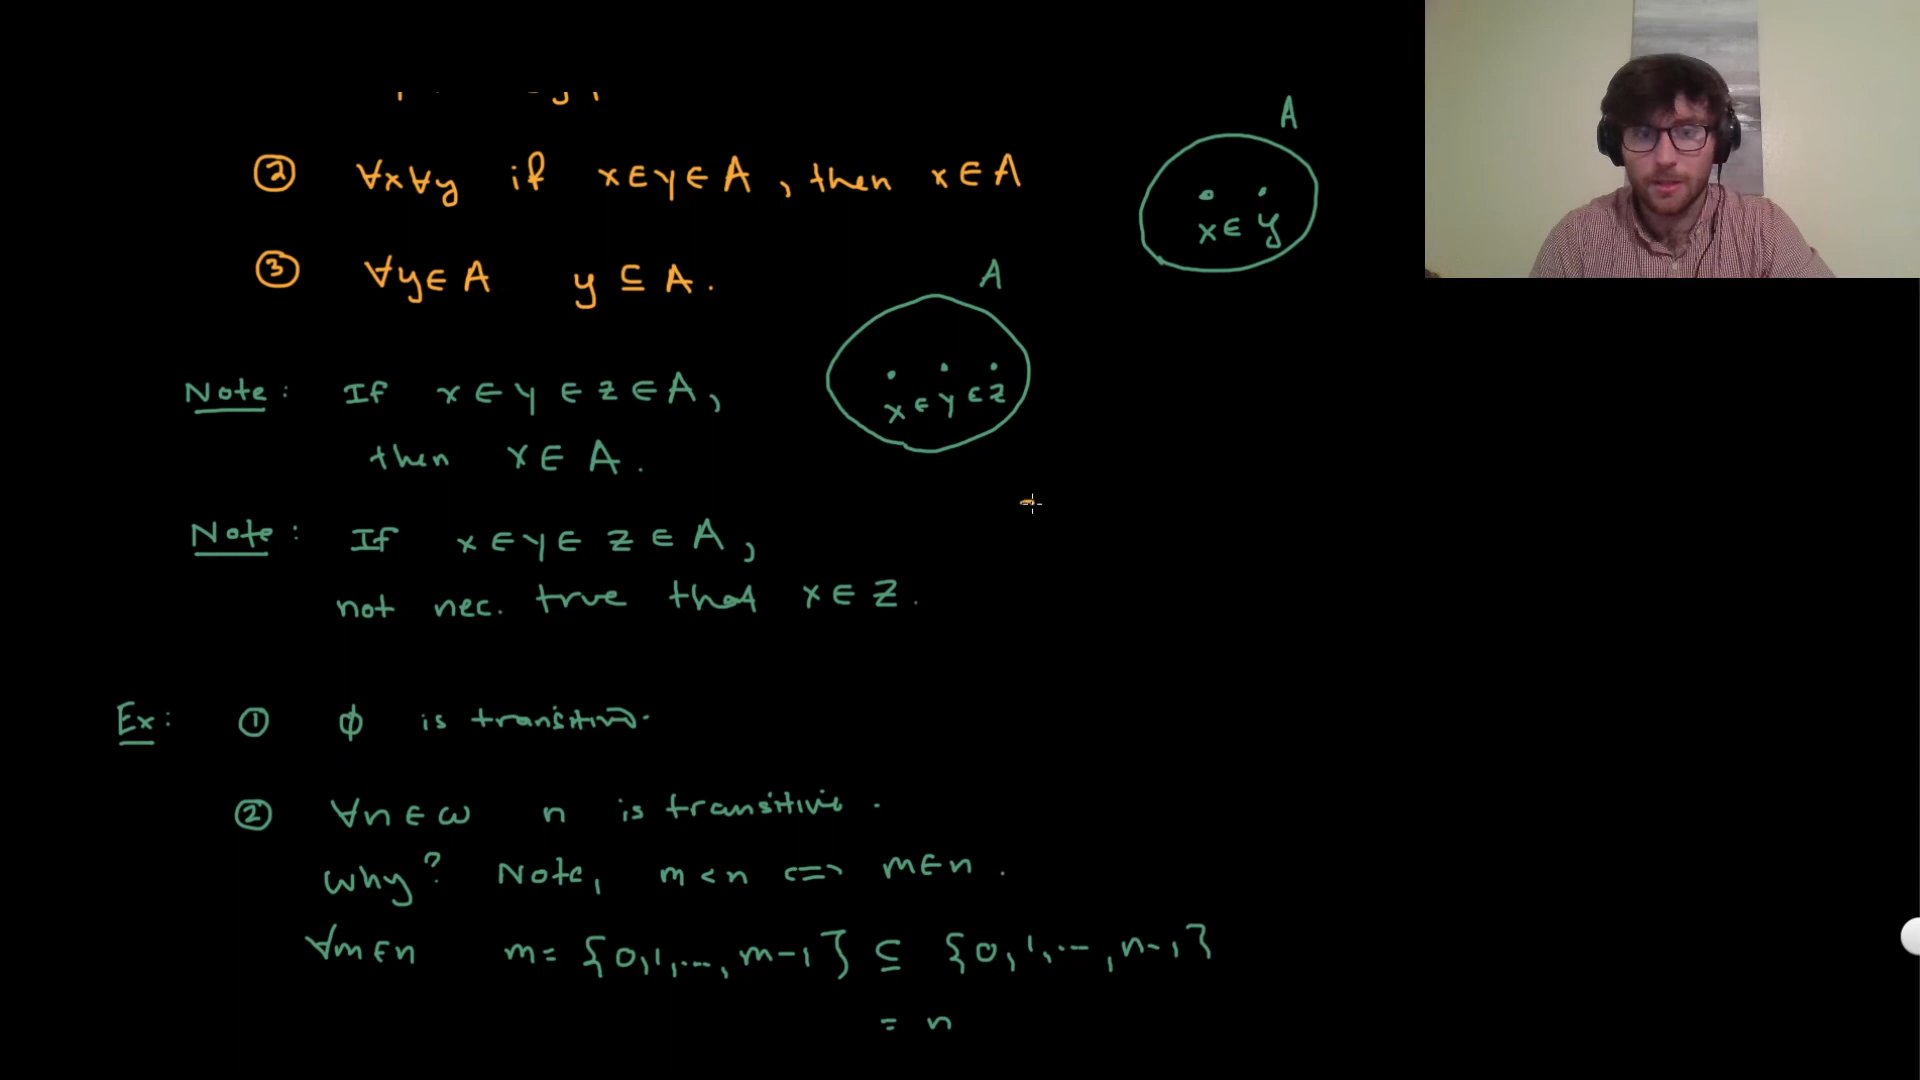 ② ∀x∀y if x∈y∈A, then x∈A
A
x∈y
③ ∀y∈A y ⊆ A.
A
x∈y∈z
Note: If x∈y∈z∈A,
then x∈A.
Note: If x∈y∈z∈A,
not nec. true that x∈z.
Ex: ① ϕ is transitive.
② ∀n∈ω n is transitive.
why? Note, m<n ⟺ m∈n.
∀m∈n m= {0,1,...,m-1} ⊆ {0,1,...,n-1}
= n